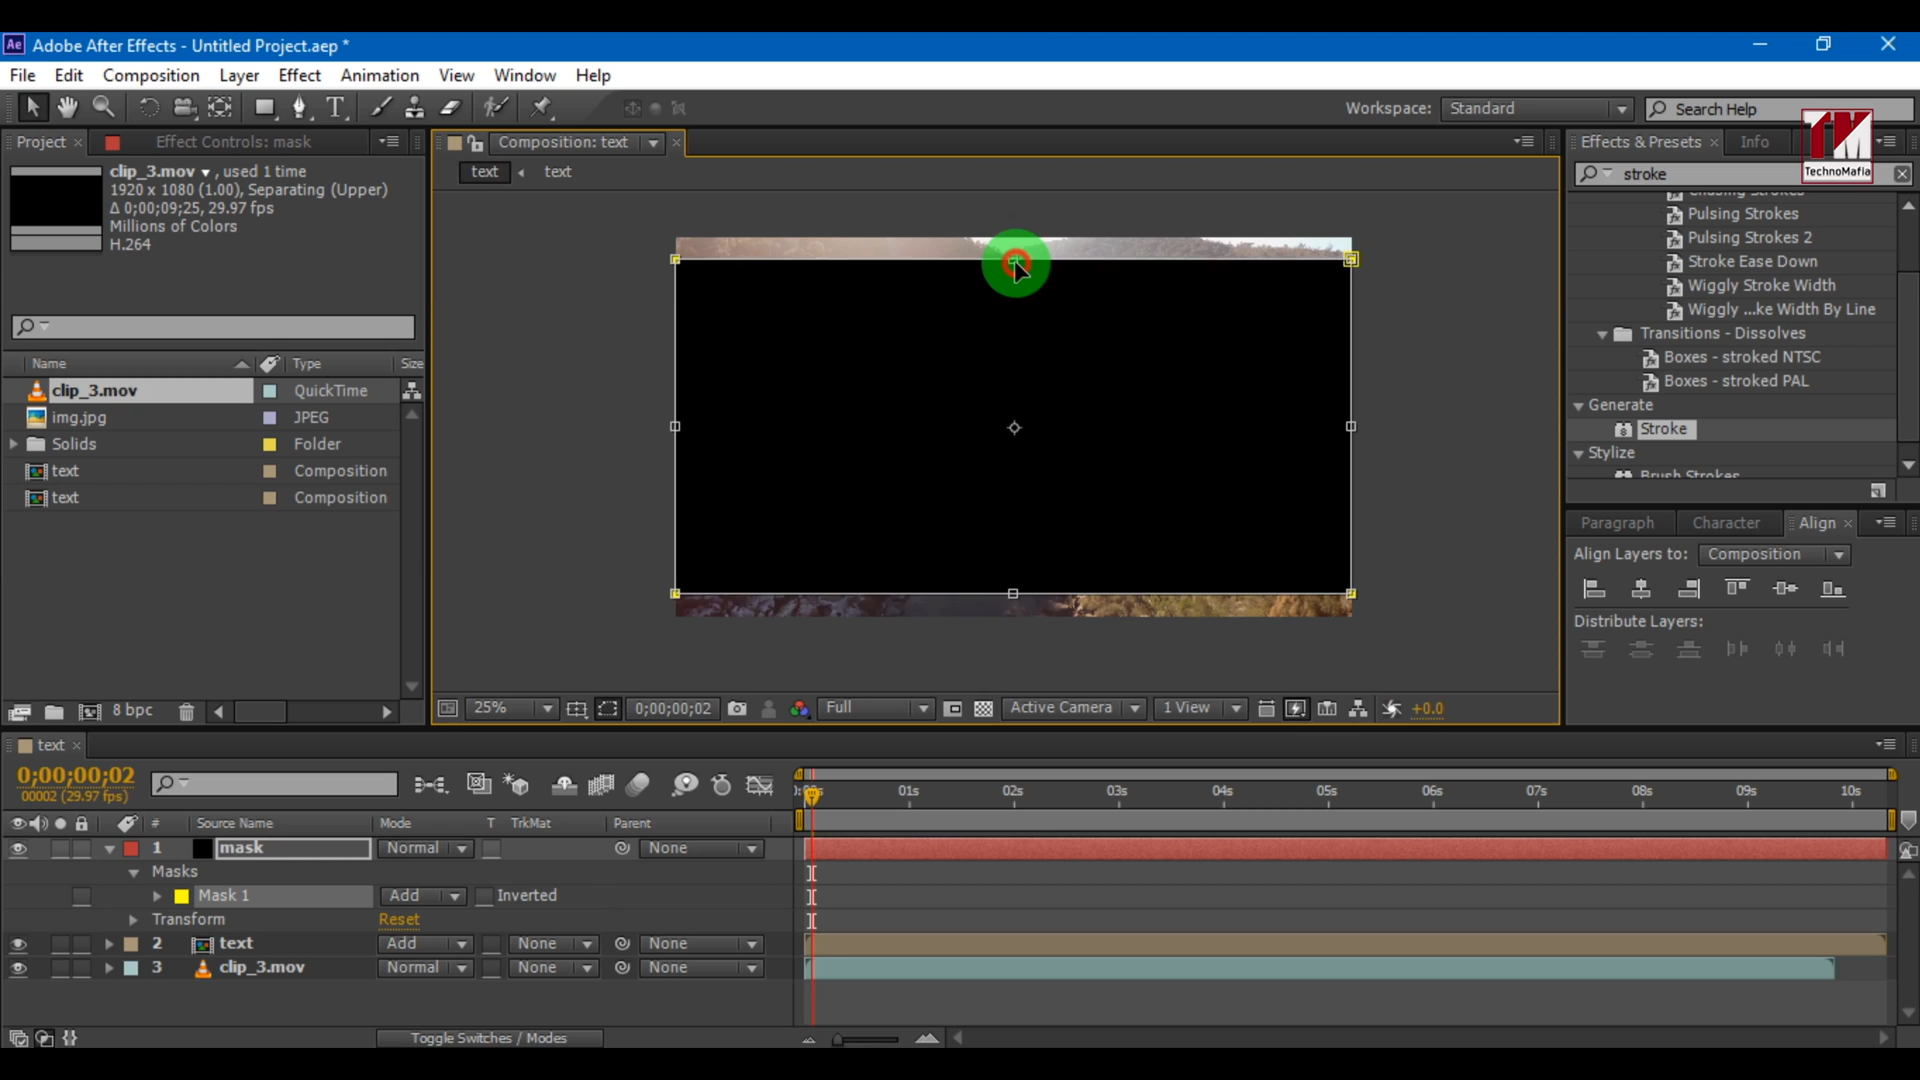 Ae Adobe After Effects - Untitled Project.aep *
File Edit Composition Layer Effect Animation View Window Help
T Workspace: Standard Search Help
TM
TechnoMafia
Project Effect Controls: mask
Composition: text
Effects & Presets Info
clip_3.mov , used 1 time
1920 x 1080 (1.00), Separating (Upper)
Δ 0;00;09;25, 29.97 fps
Millions of Colors
H.264
text text
stroke
Pulsing Strokes
Pulsing Strokes 2
Stroke Ease Down
Wiggly Stroke Width
Wiggly ...ke Width By Line
Transitions - Dissolves
Boxes - stroked NTSC
Boxes - stroked PAL
Generate
Stroke
Stylize
Brush Strokes
Name Type Size
clip_3.mov QuickTime
img.jpg JPEG
Solids Folder
text Composition
text Composition
Paragraph Character Align
Align Layers to: Composition
Distribute Layers:
8 bpc
25% 0;00;00;02 Full Active Camera 1 View +0.0
text
0;00;00;02
00002 (29.97 fps)
01s 02s 03s 04s 05s 06s 07s 08s 09s 10s
# Source Name Mode T TrkMat Parent
1 mask Normal None
Masks
Mask 1 Add Inverted
Transform Reset
2 text Add None None
3 clip_3.mov Normal None None
Toggle Switches / Modes